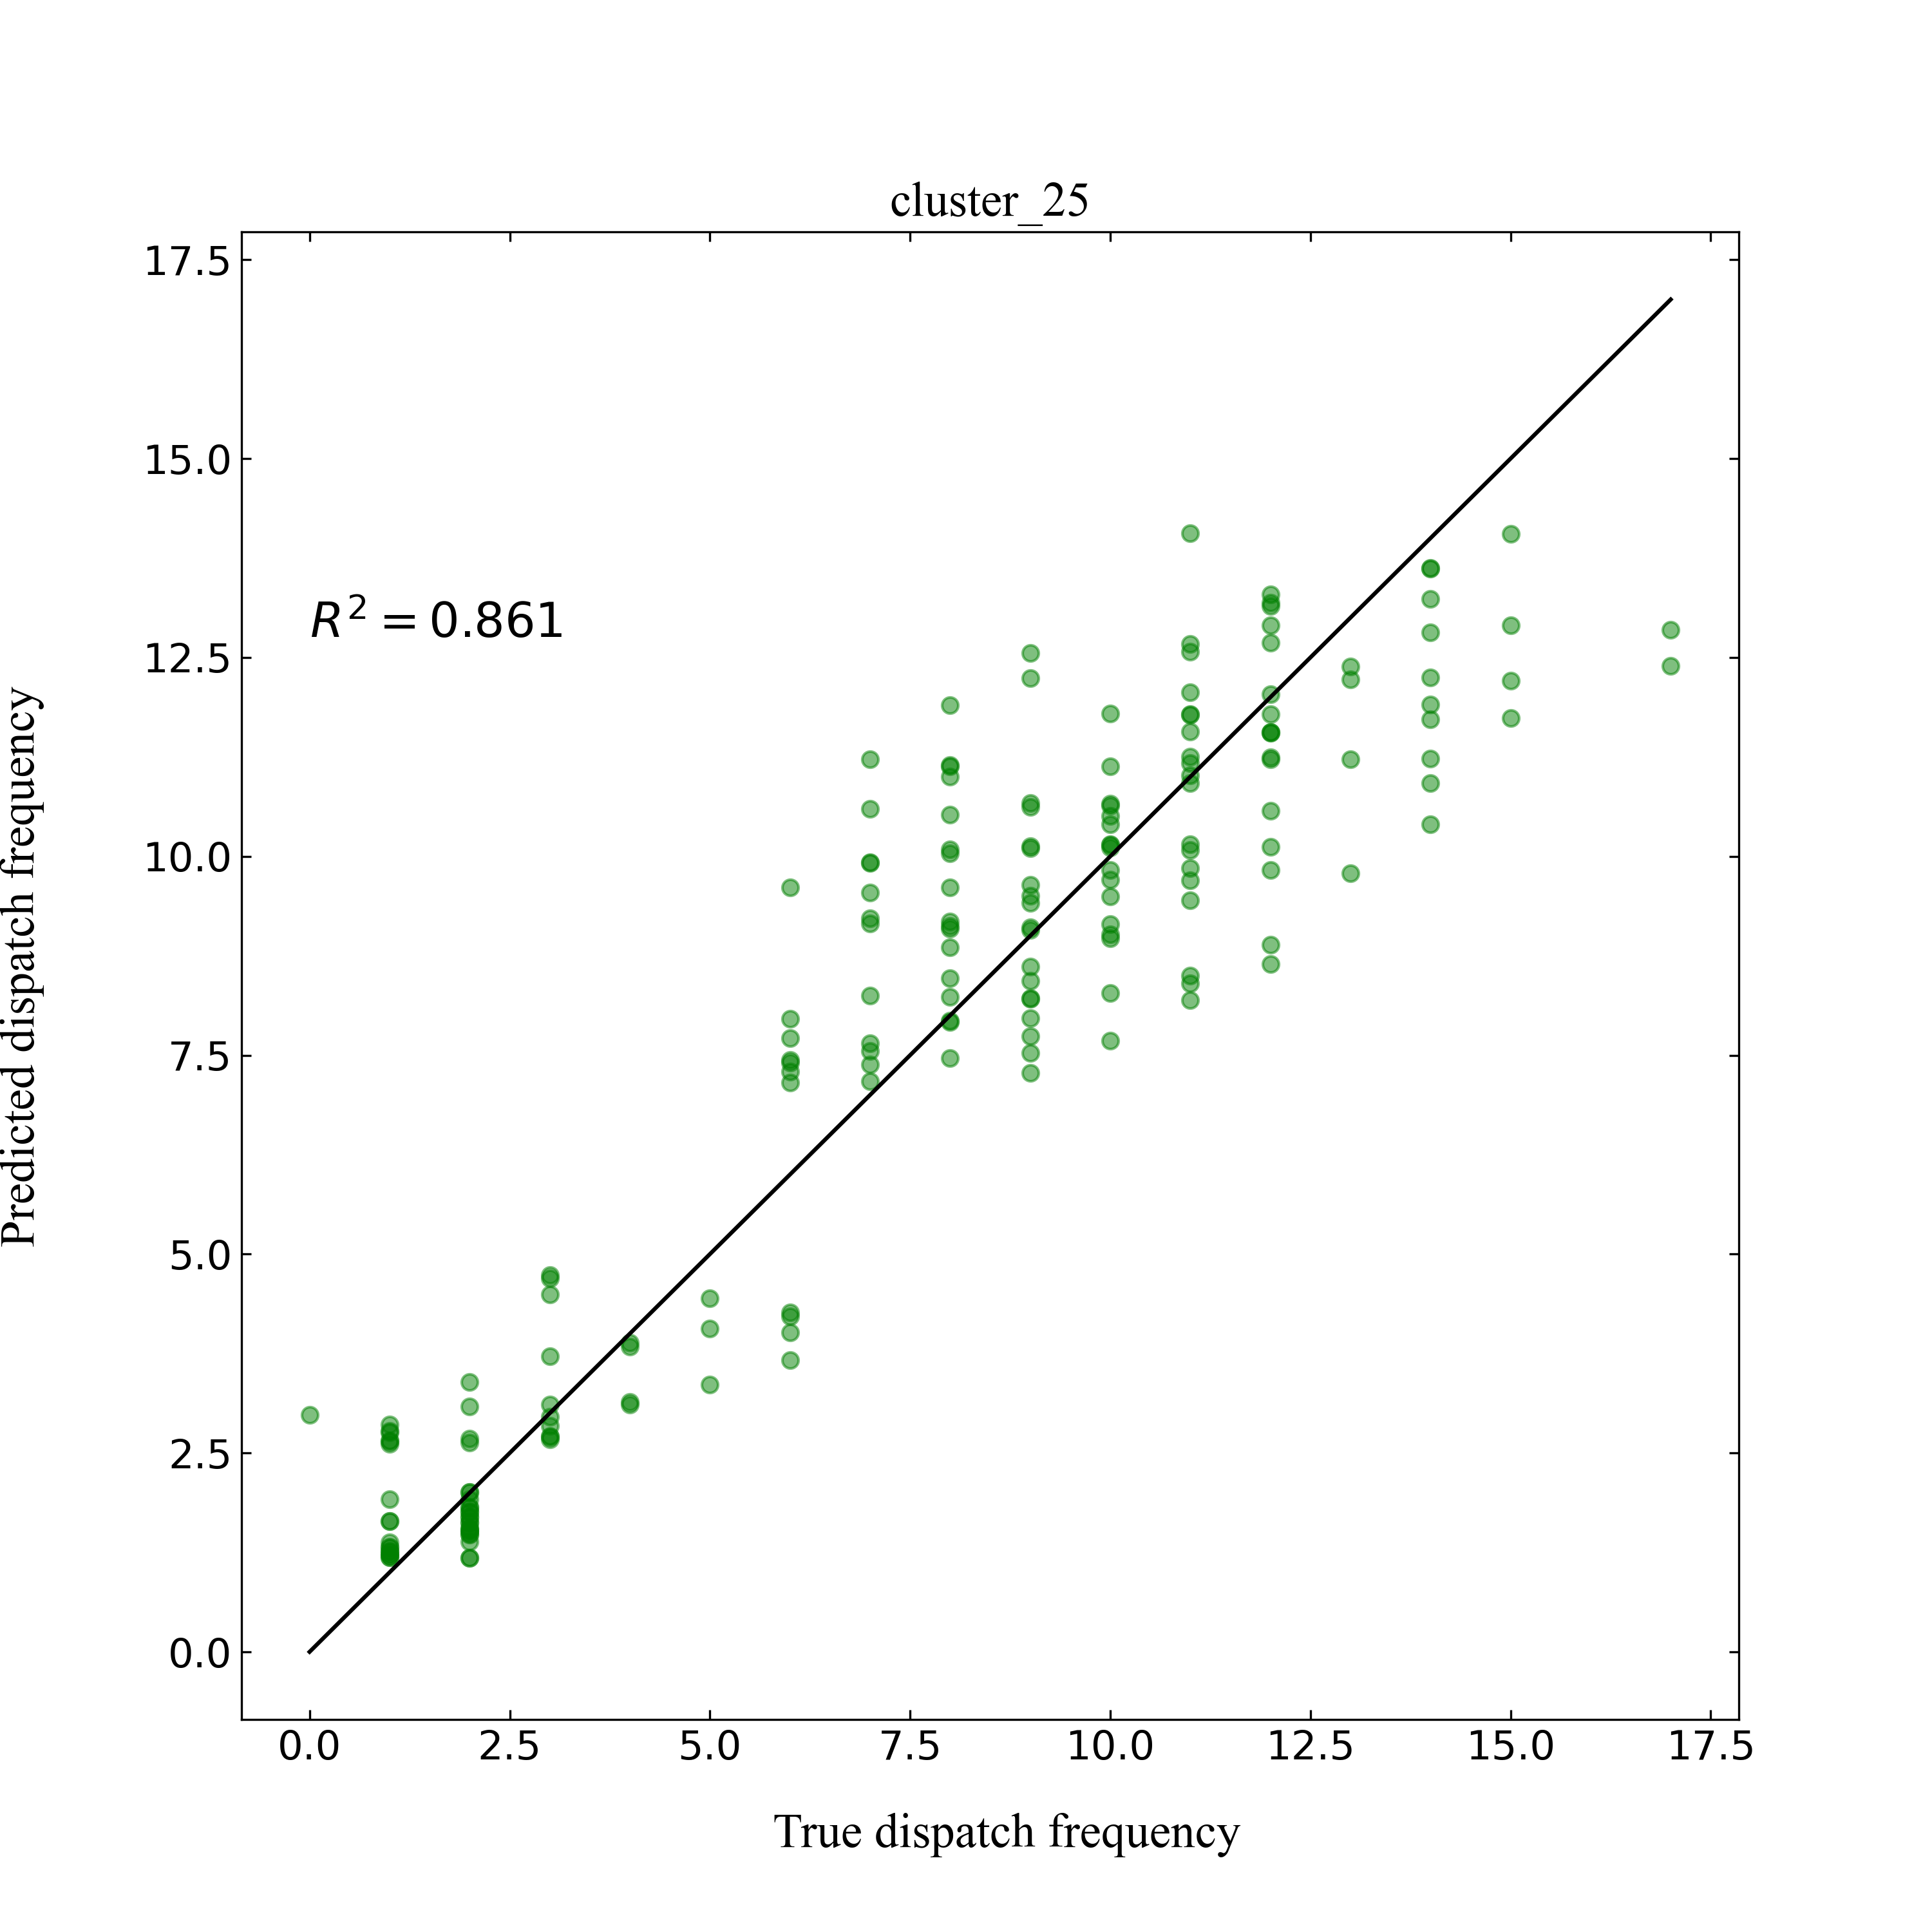 cluster_25
17.5
15.0
12.5
10.0
7.5
5.0
2.5
0.0
R² = 0.861
Predicted dispatch frequency
0.0 2.5 5.0 7.5 10.0 12.5 15.0 17.5
True dispatch frequency